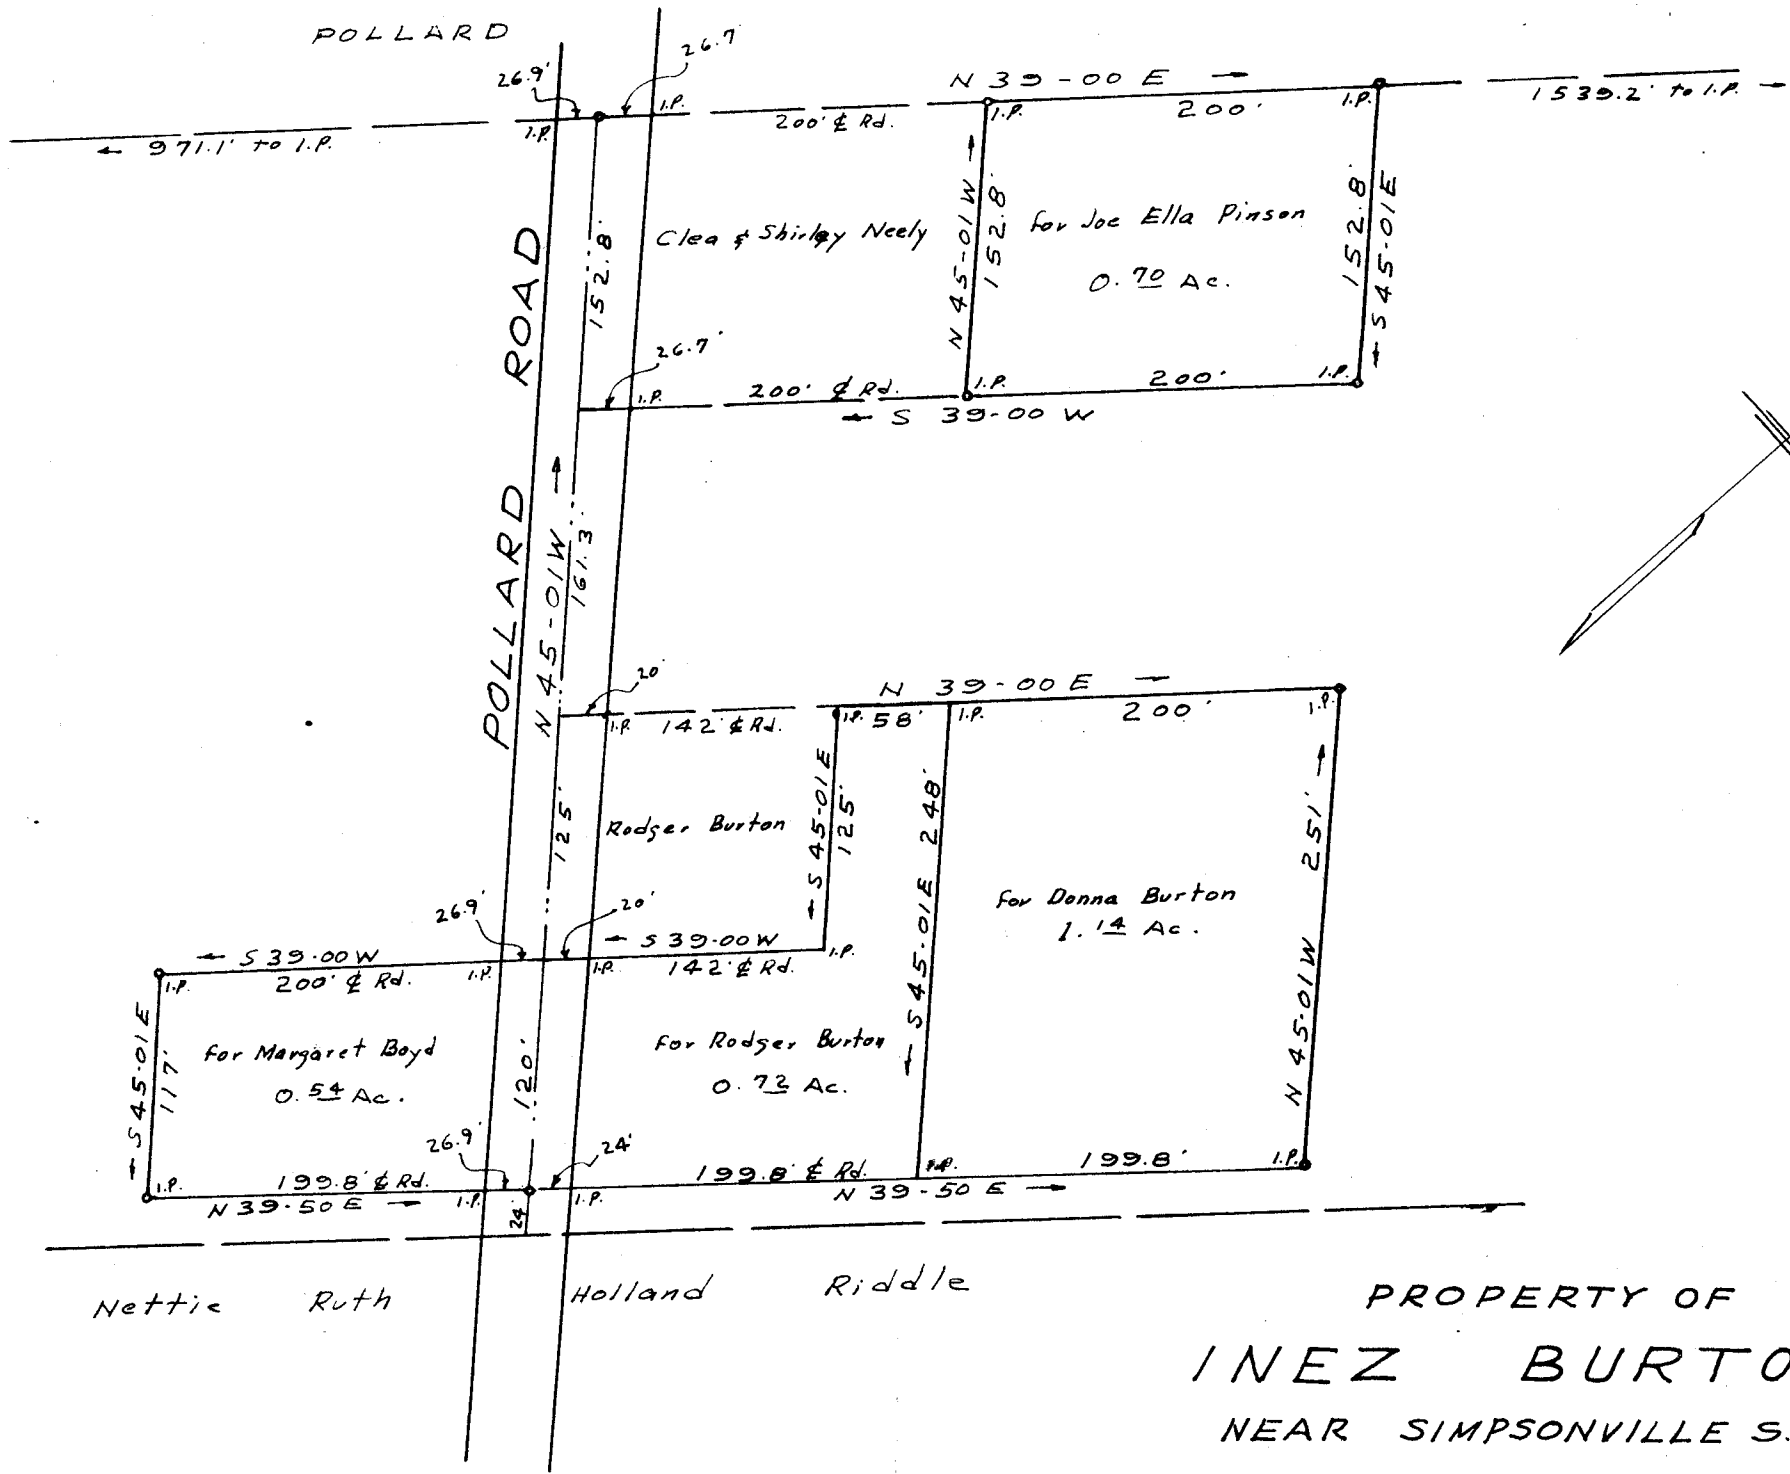 POLLARD
26.9'
26.7'
N 39-00 E
I.P.
I.P.
200' ℄ Rd.
I.P.
200'
I.P.
1539.2' to I.P.
971.1' to I.P.
152.8'
Clea & Shirley Neely
N 45-01 W
152.8'
for Joe Ella Pinson
0.70 Ac.
152.8'
S 45-01 E
POLLARD ROAD
26.7'
I.P.
200' ℄ Rd.
I.P.
200'
I.P.
S 39-00 W
N 45-01 W
161.3'
20'
I.P.
142' ℄ Rd.
N 39-00 E
I.P.
58'
I.P.
200'
I.P.
125'
Rodger Burton
S 45-01 E
125'
S 45-01 E 248'
for Donna Burton
1.14 Ac.
N 45-01 W 251'
26.9'
20'
S 39-00 W
200' ℄ Rd.
I.P.
I.P.
I.P.
S 39-00 W
142' ℄ Rd.
I.P.
S 45-01 E
117'
for Margaret Boyd
0.54 Ac.
120'
for Rodger Burton
0.72 Ac.
26.9'
24'
I.P.
199.8' ℄ Rd.
N 39-50 E
I.P.
I.P.
24'
199.8' ℄ Rd.
N 39-50 E
I.P.
199.8'
I.P.
Nettie Ruth Holland Riddle
PROPERTY OF
INEZ BURTO
NEAR SIMPSONVILLE S.